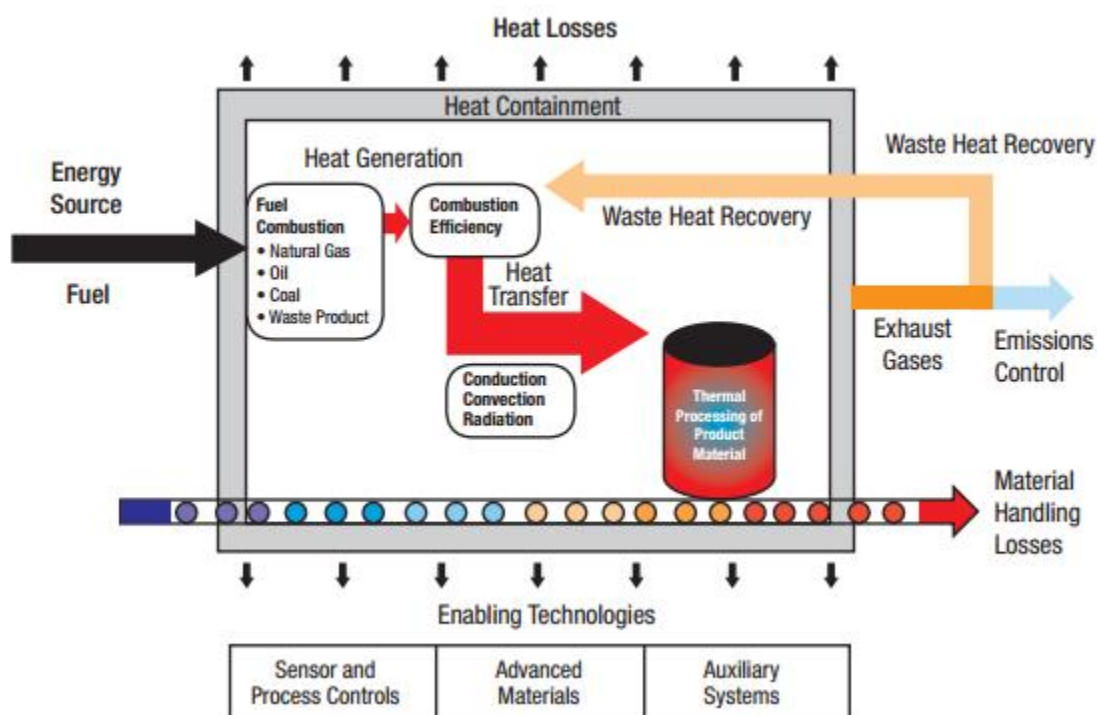 Heat Losses
Heat Containment
Heat Generation
Waste Heat Recovery
Energy
Source
Fuel
Combustion
• Natural Gas
• Oil
• Coal
• Waste Product
Combustion
Efficiency
Waste Heat Recovery
Fuel
Heat
Transfer
Exhaust
Gases
Emissions
Control
Conduction
Convection
Radiation
Thermal
Processing of
Product
Material
Material
Handling
Losses
Enabling Technologies
Sensor and
Process Controls
Advanced
Materials
Auxiliary
Systems